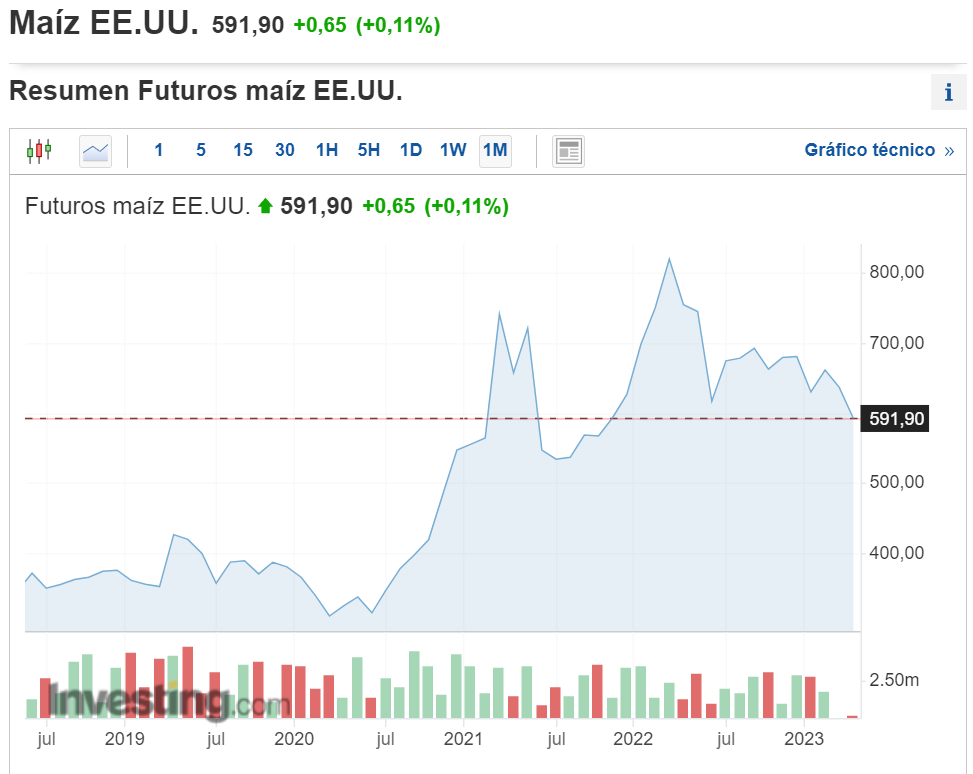 Maíz EE.UU. 591,90 +0,65 (+0,11%)
Resumen Futuros maíz EE.UU.
i
1 5 15 30 1H 5H 1D 1W 1M Gráfico técnico »
Futuros maíz EE.UU. 591,90 +0,65 (+0,11%)
800,00
700,00
591,90
500,00
400,00
2.50m
Investing.com
jul 2019 jul 2020 jul 2021 jul 2022 jul 2023